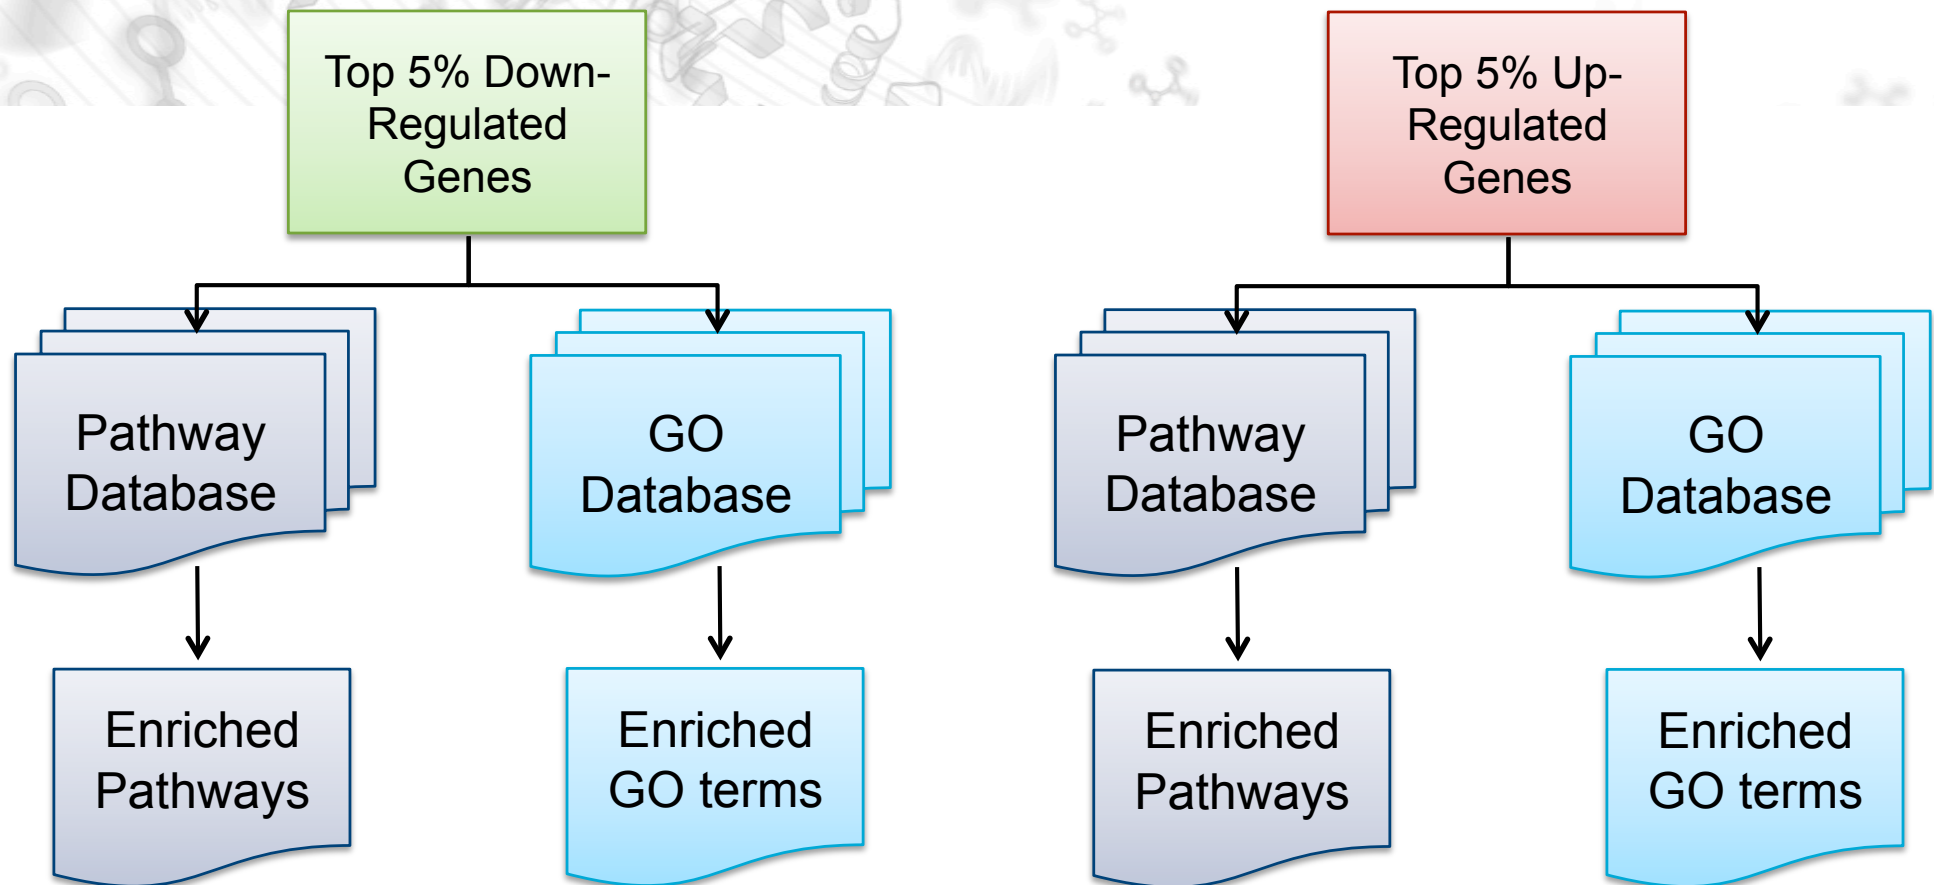 Top 5% Down-
Regulated
Genes
Top 5% Up-
Regulated
Genes
Pathway
Database
GO
Database
Pathway
Database
GO
Database
Enriched
Pathways
Enriched
GO terms
Enriched
Pathways
Enriched
GO terms